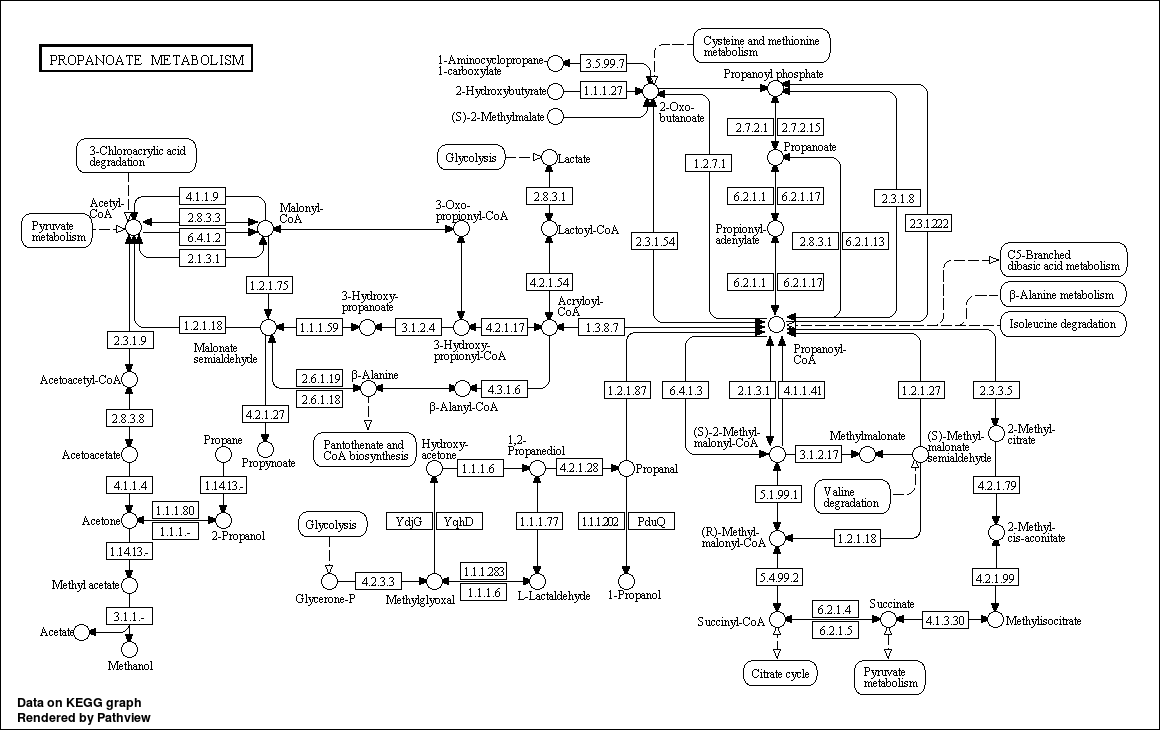 PROPANOATE METABOLISM
Cysteine and methionine
metabolism
1-Aminocyclopropane
1-carboxylate
3.5.99.7
Propanoyl phosphate
2-Hydroxybutyrate
1.1.1.27
2-Oxo-
butanoate
(S)-2-Methylmalate
2.7.2.1
2.7.2.15
3-Chloroacrylic acid
degradation
Glycolysis
Lactate
1.2.7.1
Propanoate
4.1.1.9
2.8.3.1
6.2.1.1
6.2.1.17
2.3.1.8
Acetyl-
CoA
Malonyl-
CoA
3-Oxo-
propionyl-CoA
2.8.3.3
2.3.1.222
Pyruvate
metabolism
6.4.1.2
Lactoyl-CoA
Propionyl-
adenylate
2.3.1.54
2.8.3.1
6.2.1.13
2.1.3.1
C5-Branched
dibasic acid metabolism
1.2.1.75
4.2.1.54
6.2.1.1
6.2.1.17
β-Alanine metabolism
3-Hydroxy-
propanoate
Acryloyl-
CoA
1.2.1.18
1.1.1.59
3.1.2.4
4.2.1.17
1.3.8.7
Isoleucine degradation
2.3.1.9
Malonate
semialdehyde
3-Hydroxy-
propionyl-CoA
Propanoyl-
CoA
Acetoacetyl-CoA
2.6.1.19
2.6.1.18
β-Alanine
4.3.1.6
1.2.1.87
6.4.1.3
2.1.3.1
4.1.1.41
1.2.1.27
2.3.3.5
β-Alanyl-CoA
2.8.3.8
4.2.1.27
Propane
Pantothenate and
CoA biosynthesis
Hydroxy-
acetone
1,2-
Propanediol
(S)-2-Methyl-
malonyl-CoA
Methylmalonate
(S)-Methyl-
malonate
semialdehyde
2-Methyl-
citrate
Acetoacetate
Propynoate
1.1.1.6
4.2.1.28
Propanal
3.1.2.17
4.1.1.4
1.14.13.-
5.1.99.1
Valine
degradation
4.2.1.79
Acetone
1.1.1.80
1.1.1.-
2-Propanol
Glycolysis
YdjG
YqhD
1.1.1.77
1.1.1.202
PduQ
(R)-Methyl-
malonyl-CoA
1.2.1.18
2-Methyl-
cis-aconitate
1.14.13.-
Methyl acetate
4.2.3.3
1.1.1.283
1.1.1.6
5.4.99.2
4.2.1.99
Glycerone-P
Methylglyoxal
L-Lactaldehyde
1-Propanol
3.1.1.-
6.2.1.4
6.2.1.5
Succinate
Acetate
Succinyl-CoA
4.1.3.30
Methylisocitrate
Methanol
Citrate cycle
Pyruvate
metabolism
Data on KEGG graph
Rendered by Pathview